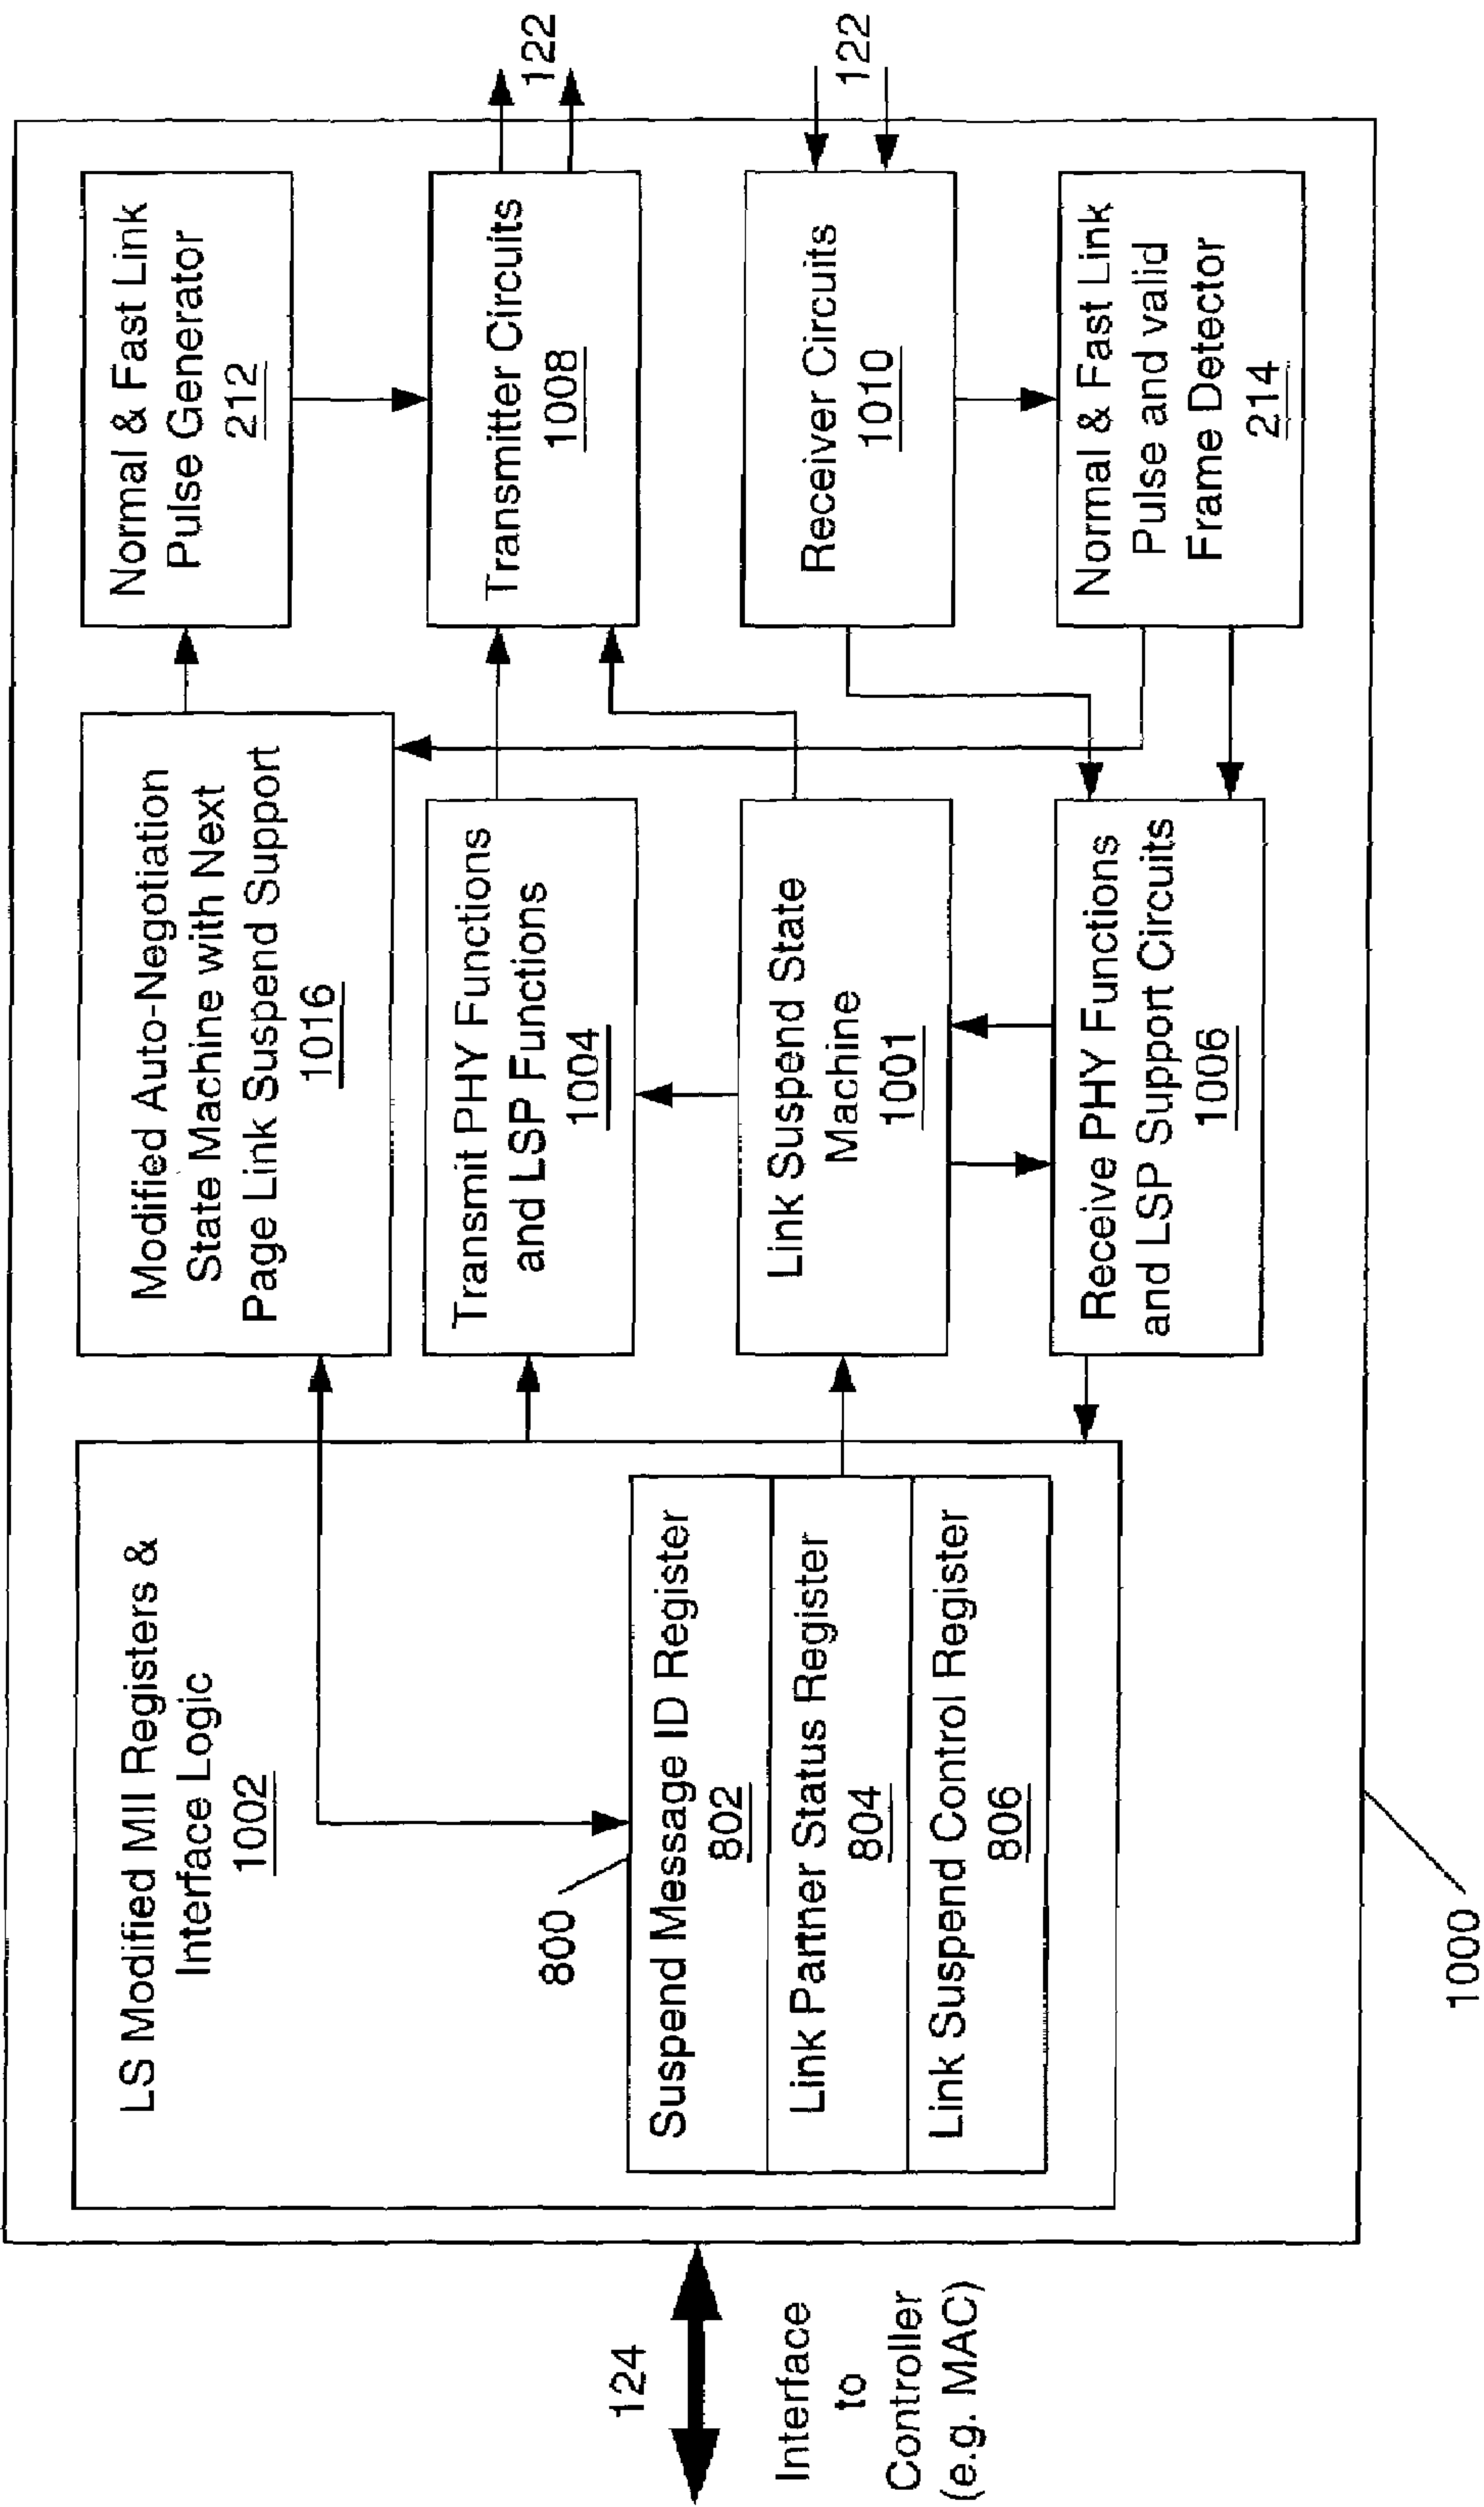 124
Interface
to
Controller
(e.g. MAC)
LS Modified MII Registers &
Interface Logic
1002
800
Suspend Message ID Register
802
Link Partner Status Register
804
Link Suspend Control Register
806
Modified Auto-Negotiation
State Machine with Next
Page Link Suspend Support
1016
Transmit PHY Functions
and LSP Functions
1004
Link Suspend State
Machine
1001
Receive PHY Functions
and LSP Support Circuits
1006
Normal & Fast Link
Pulse Generator
212
Transmitter Circuits
1008
Receiver Circuits
1010
Normal & Fast Link
Pulse and valid
Frame Detector
214
122
122
1000